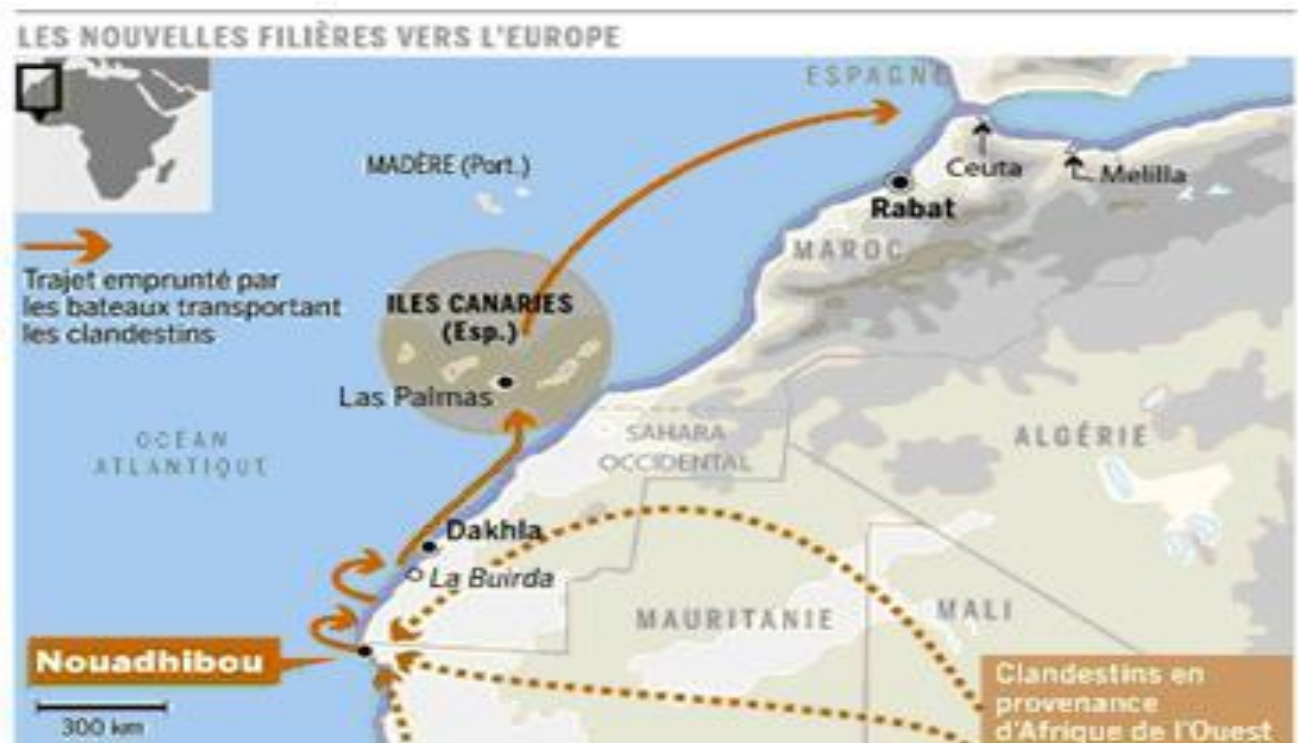 LES NOUVELLES FILIÈRES VERS L'EUROPE
ESPAGNE
MADÈRE (Port.)
Ceuta
Melilla
Rabat
MAROC
Trajet emprunté par
les bateaux transportant
les clandestins
ILES CANARIES
(Esp.)
Las Palmas
OCÉAN
ATLANTIQUE
SAHARA
OCCIDENTAL
ALGÉRIE
Dakhla
La Buirda
MAURITANIE
MALI
Nouadhibou
300 km
Clandestins en
provenance
d'Afrique de l'Ouest